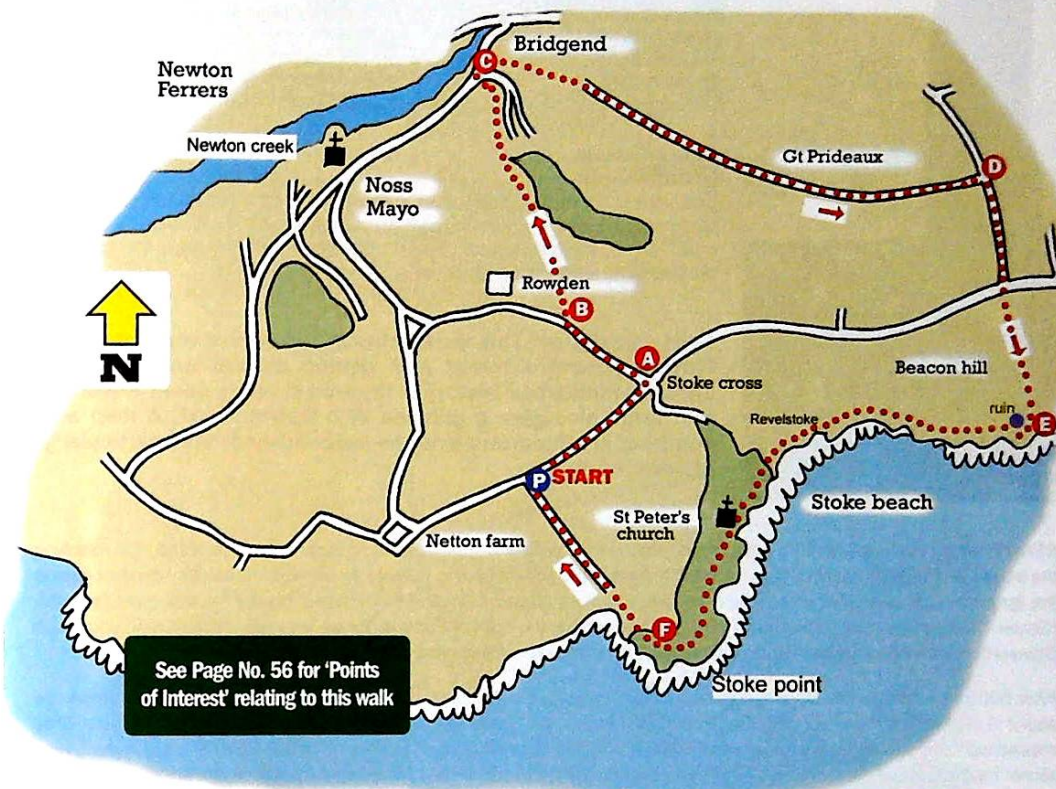 Bridgend
C
Newton
Ferrers
Newton creek
Gt Prideaux
D
Noss
Mayo
Rowden
B
N
A
Stoke cross
Beacon hill
Revelstoke
ruin
E
P START
Stoke beach
St Peter's
church
Netton farm
F
See Page No. 56 for 'Points
of Interest' relating to this walk
Stoke point